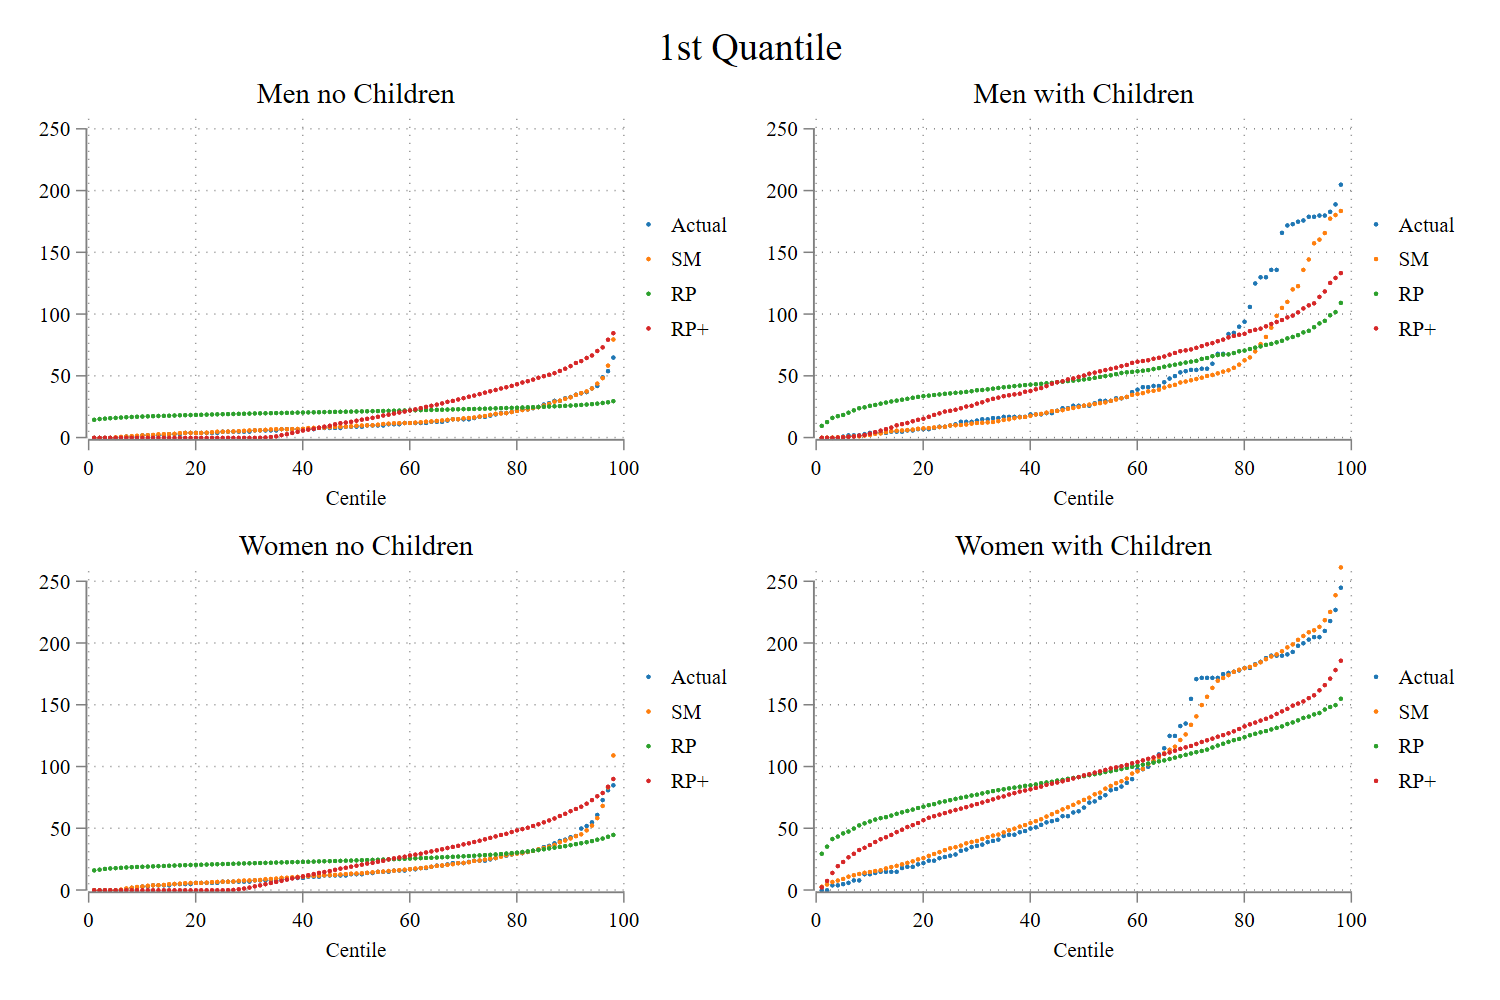 1st Quantile
Men no Children
250
200
150
100
50
0
0 20 40 60 80 100
Centile
Actual
SM
RP
RP+
Men with Children
250
200
150
100
50
0
0 20 40 60 80 100
Centile
Actual
SM
RP
RP+
Women no Children
250
200
150
100
50
0
0 20 40 60 80 100
Centile
Actual
SM
RP
RP+
Women with Children
250
200
150
100
50
0
0 20 40 60 80 100
Centile
Actual
SM
RP
RP+